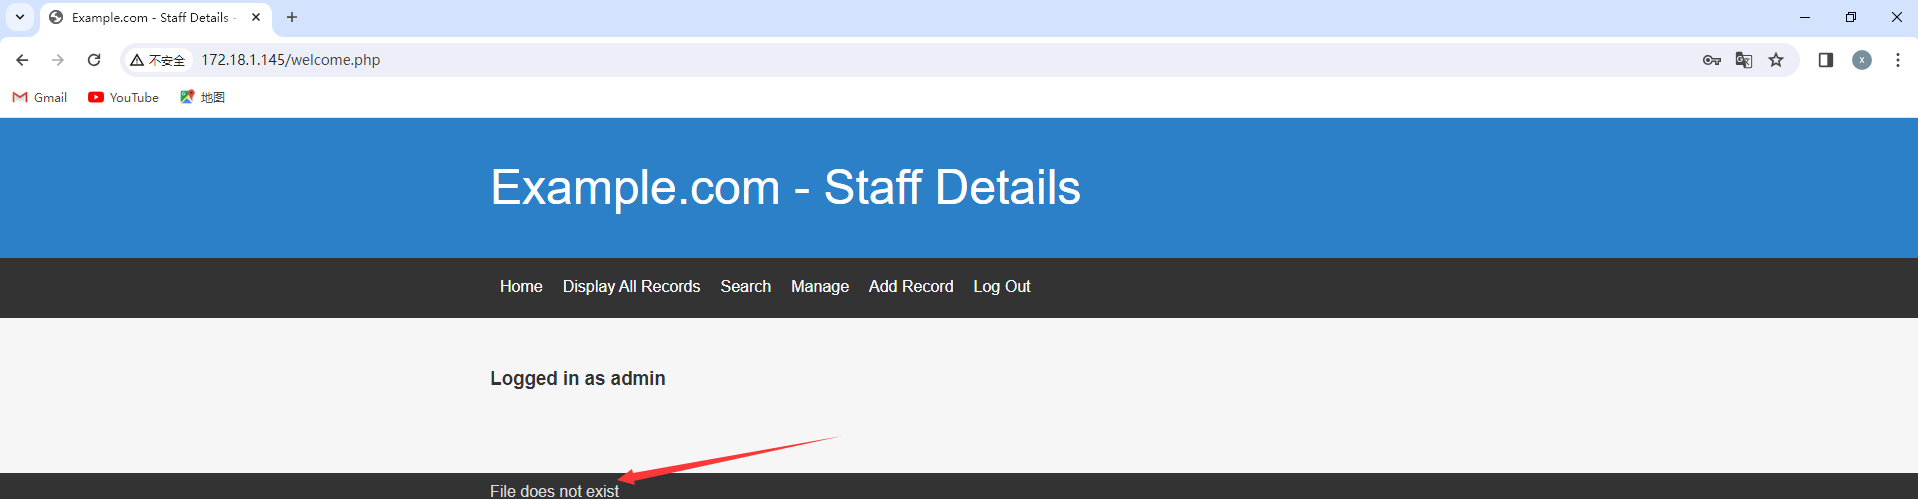 Example.com - Staff Details -
不安全 172.18.1.145/welcome.php x
Gmail YouTube 地图
Example.com - Staff Details
Home Display All Records Search Manage Add Record Log Out
Logged in as admin
File does not exist